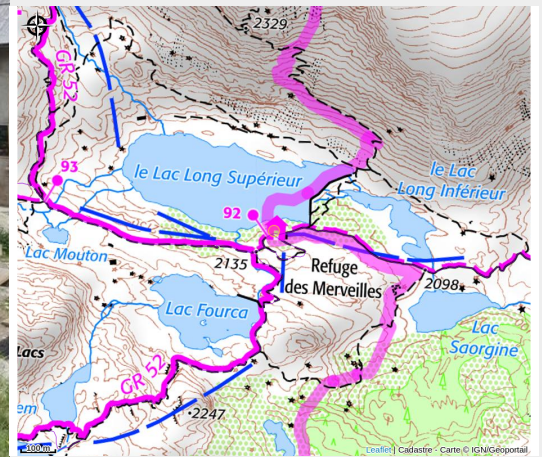 2329
GR 52
93
le Lac Long Supérieur
le Lac
Long Inférieur
92
Lac Mouton
2135
Refuge
des Merveilles
2098
Lac Fourca
Lac
Saorgine
Lacs
GR 52
em
2247
100 m
Leaflet | Cadastre - Carte © IGN/Geoportail